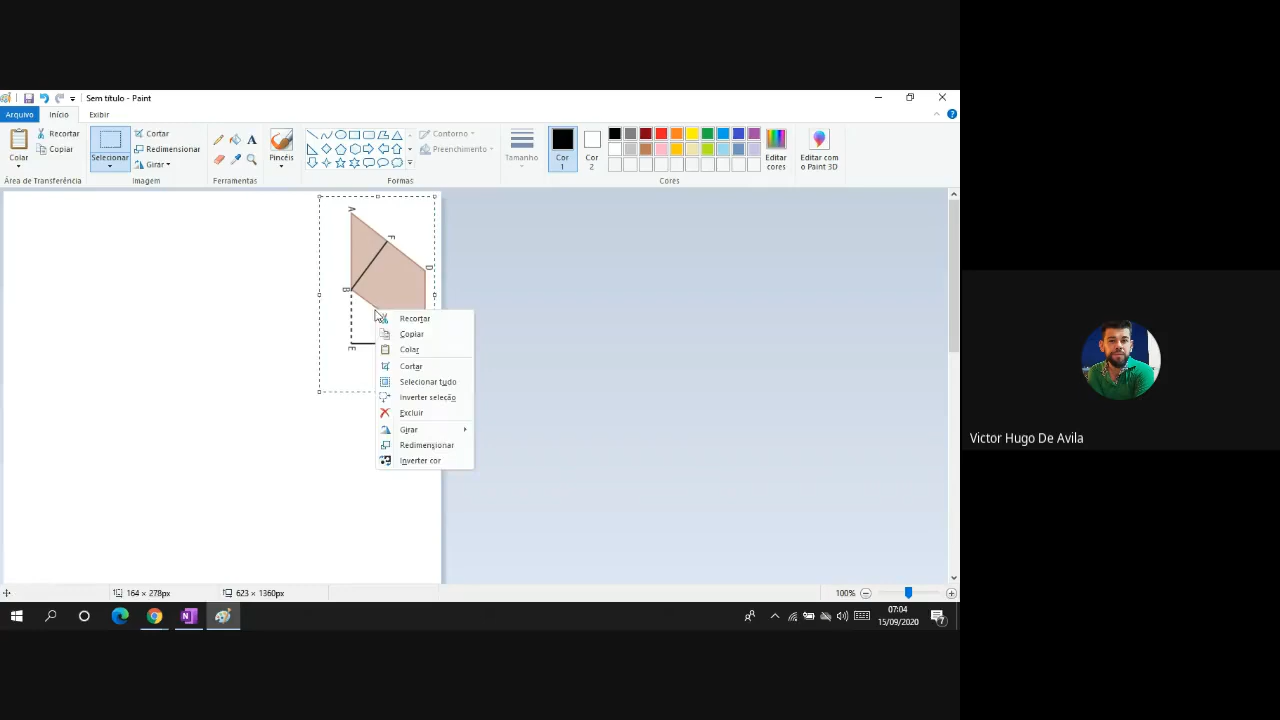 Sem título - Paint
Arquivo
Início
Exibir
Colar
Recortar
Copiar
Área de Transferência
Selecionar
Cortar
Redimensionar
Girar
Imagem
A
Ferramentas
Pincéis
Contorno
Preenchimento
Formas
Tamanho
Cor
1
Cor
2
Editar
cores
Cores
Editar com
o Paint 3D
A
F
D
B
E
Recortar
Copiar
Colar
Cortar
Selecionar tudo
Inverter seleção
Excluir
Girar
Redimensionar
Inverter cor
164 × 278px
623 × 1360px
100%
07:04
15/09/2020
7
Victor Hugo De Avila